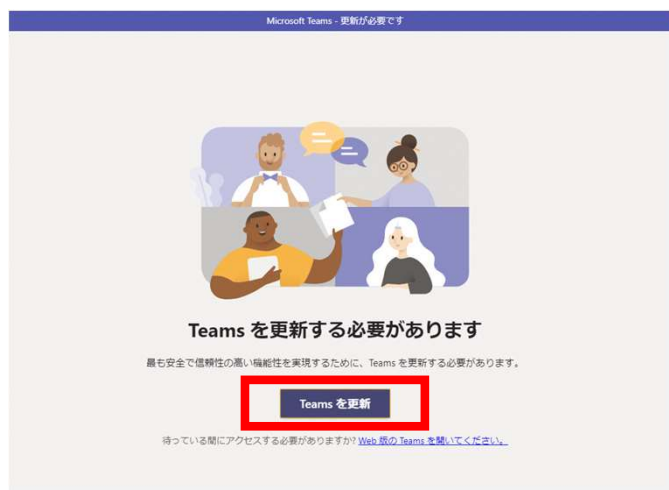 Microsoft Teams - 更新が必要です
Teams を更新する必要があります
最も安全で信頼性の高い機能性を実現するために、Teams を更新する必要があります。
Teams を更新
待っている間にアクセスする必要がありますか? Web 版の Teams を開いてください。